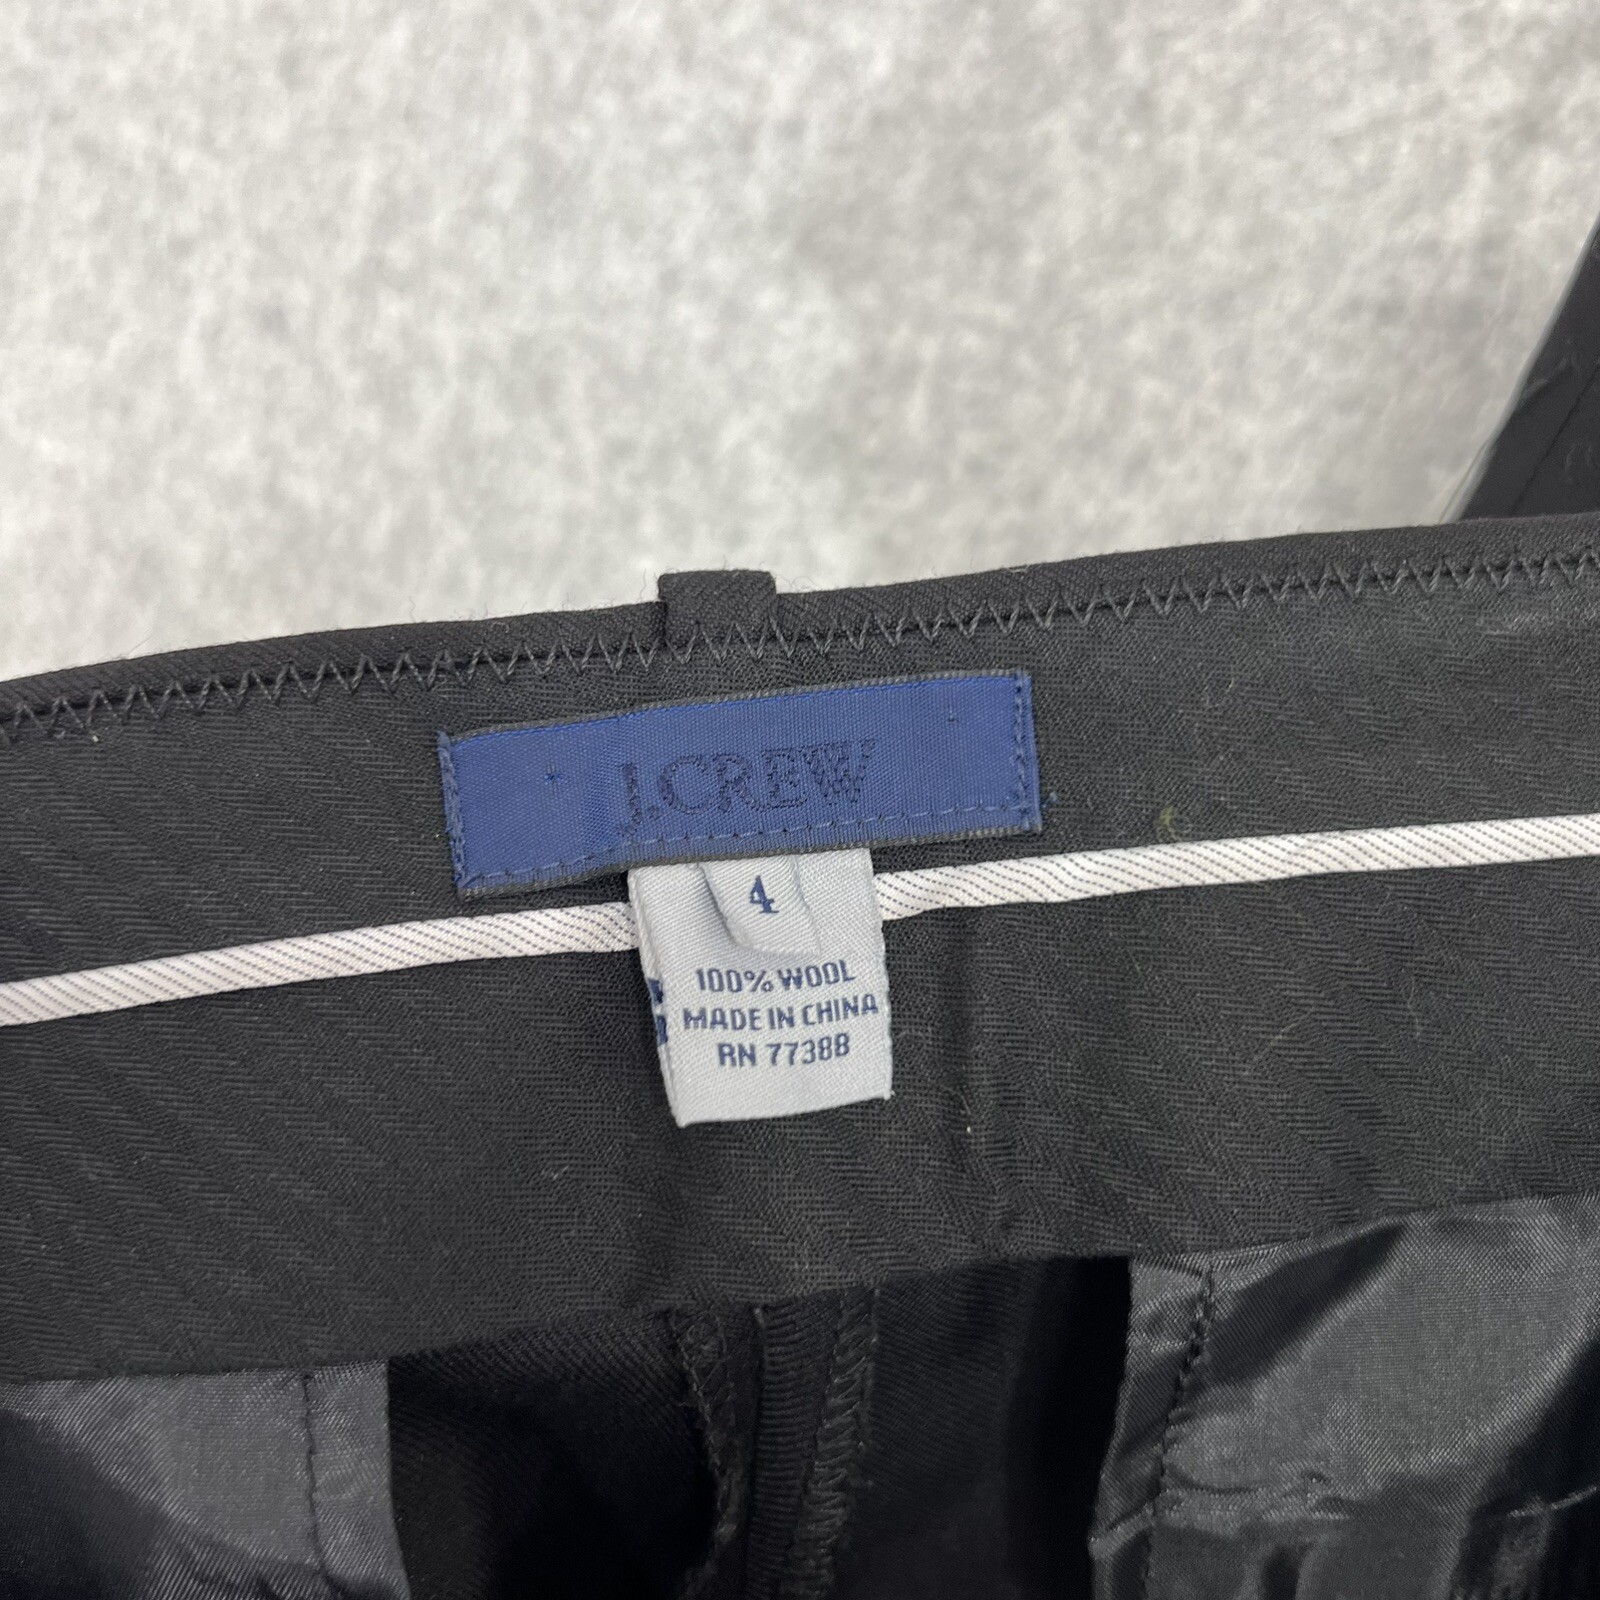 J.CREW
4
100% WOOL
MADE IN CHINA
RN 77388